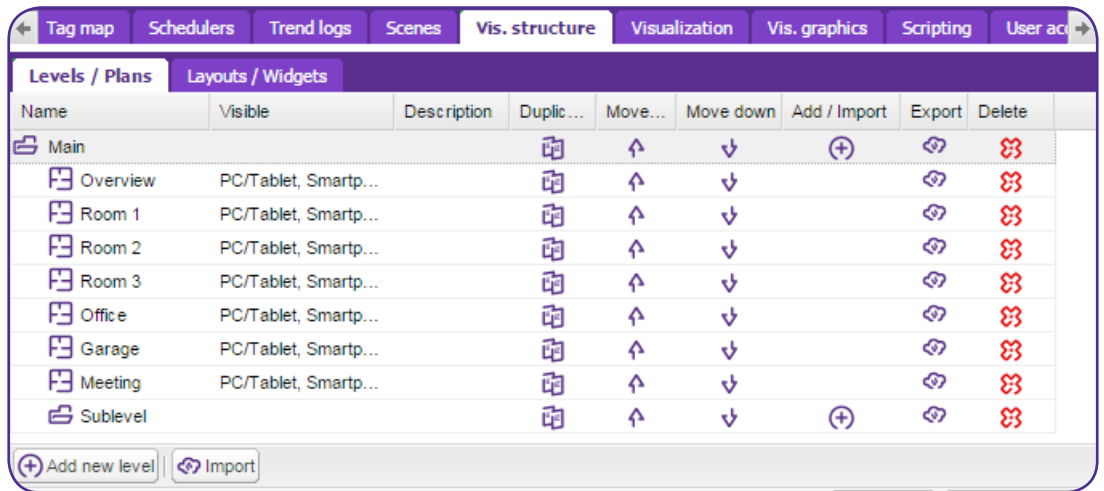 Tag map Schedulers Trend logs Scenes Vis. structure Visualization Vis. graphics Scripting User acc
Levels / Plans Layouts / Widgets
Name Visible Description Duplic... Move... Move down Add / Import Export Delete
Main
Overview PC/Tablet, Smartp...
Room 1 PC/Tablet, Smartp...
Room 2 PC/Tablet, Smartp...
Room 3 PC/Tablet, Smartp...
Office PC/Tablet, Smartp...
Garage PC/Tablet, Smartp...
Meeting PC/Tablet, Smartp...
Sublevel
Add new level Import